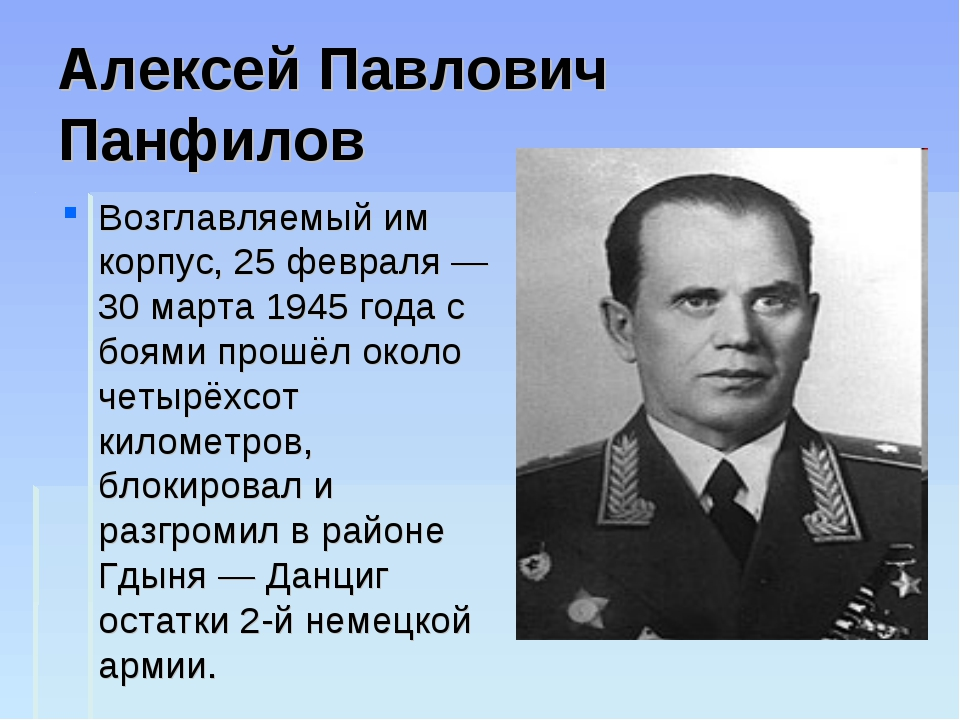 Алексей Павлович
Панфилов
Возглавляемый им
корпус, 25 февраля —
30 марта 1945 года с
боями прошёл около
четырёхсот
километров,
блокировал и
разгромил в районе
Гдыня — Данциг
остатки 2-й немецкой
армии.